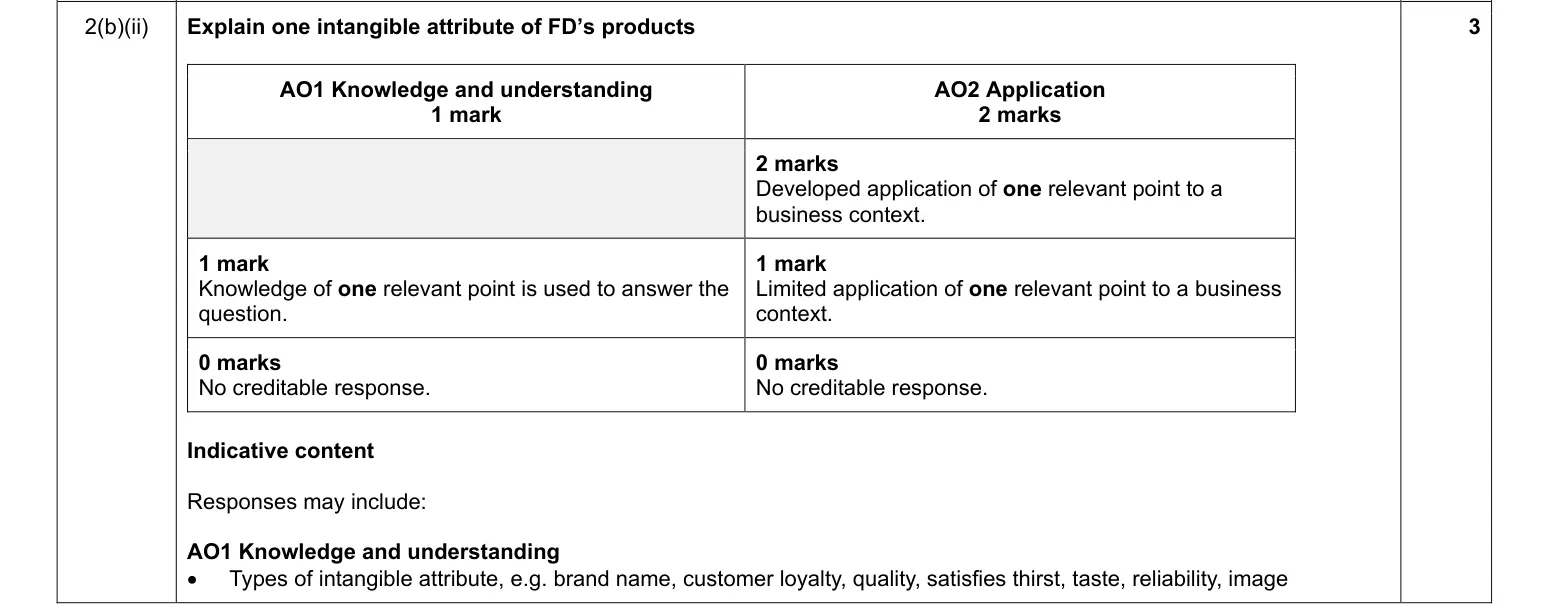 2(b)(ii) Explain one intangible attribute of FD’s products 3
AO1 Knowledge and understanding
1 mark
AO2 Application
2 marks
2 marks
Developed application of one relevant point to a
business context.
1 mark
Knowledge of one relevant point is used to answer the
question.
1 mark
Limited application of one relevant point to a business
context.
0 marks
No creditable response.
0 marks
No creditable response.
Indicative content
Responses may include:
AO1 Knowledge and understanding
• Types of intangible attribute, e.g. brand name, customer loyalty, quality, satisfies thirst, taste, reliability, image